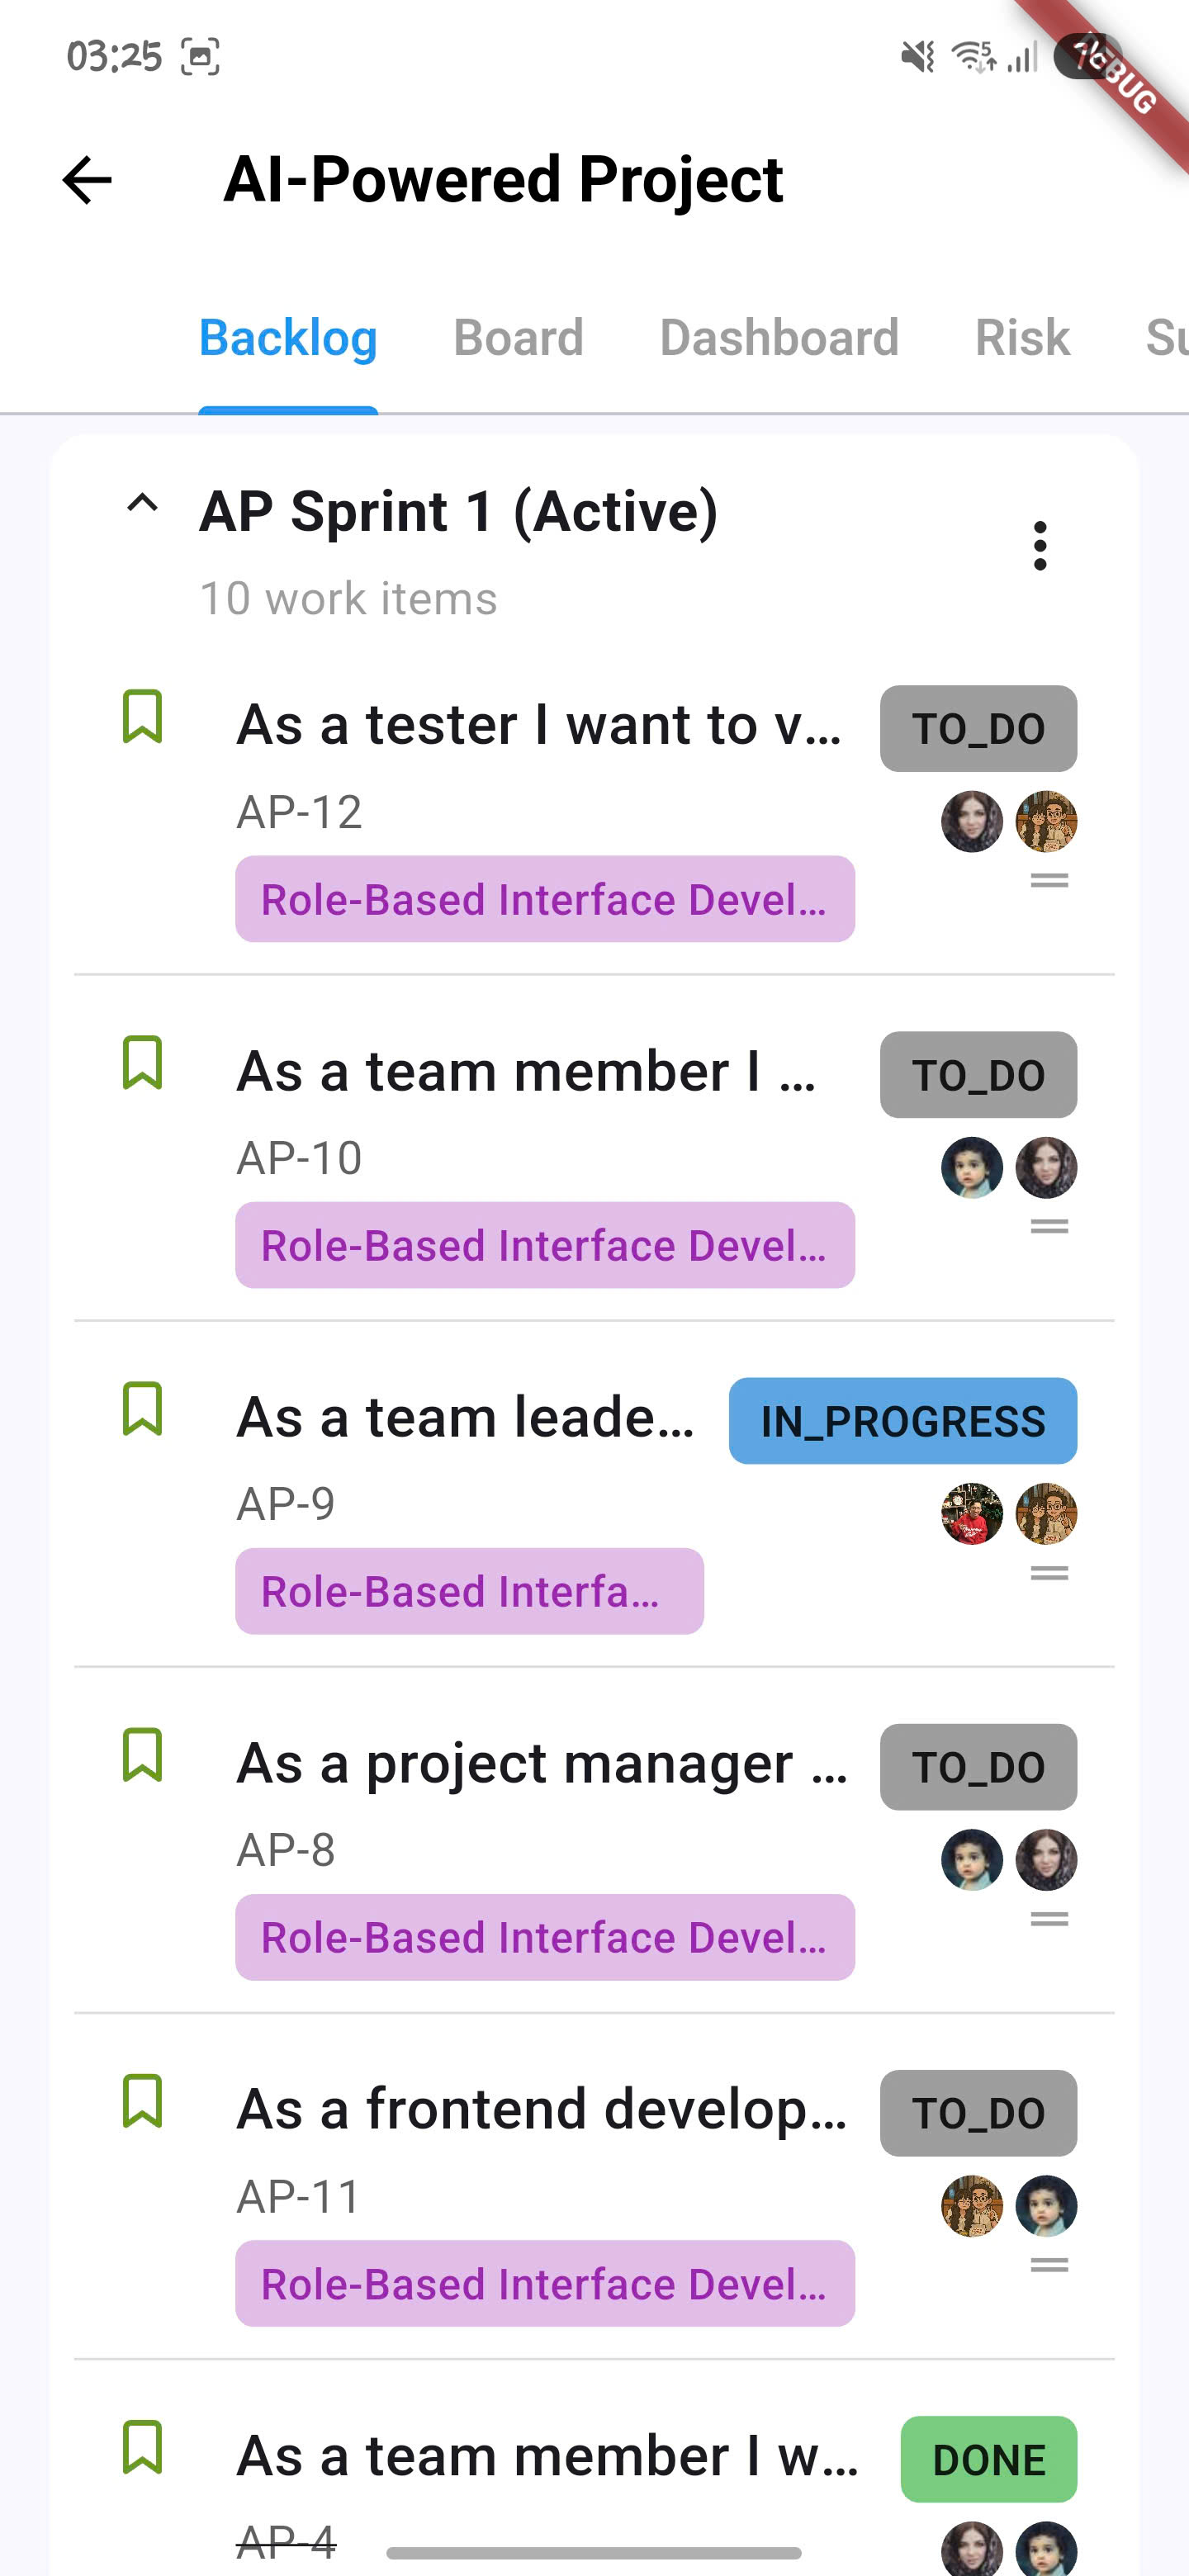 03:25
5
DEBUG
AI-Powered Project
Backlog Board Dashboard Risk Su
AP Sprint 1 (Active)
10 work items
As a tester I want to v... TO_DO
AP-12
Role-Based Interface Devel...
As a team member I ... TO_DO
AP-10
Role-Based Interface Devel...
As a team leade... IN_PROGRESS
AP-9
Role-Based Interfa...
As a project manager ... TO_DO
AP-8
Role-Based Interface Devel...
As a frontend develop... TO_DO
AP-11
Role-Based Interface Devel...
As a team member I w... DONE
AP-4